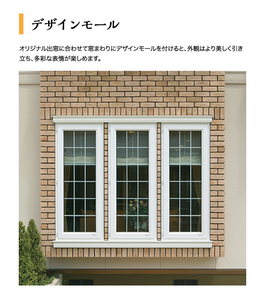 デザインモール
オリジナル出窓に合わせて窓まわりにデザインモールを付けると、外観はより美しく引き
立ち、多彩な表情が楽しめます。